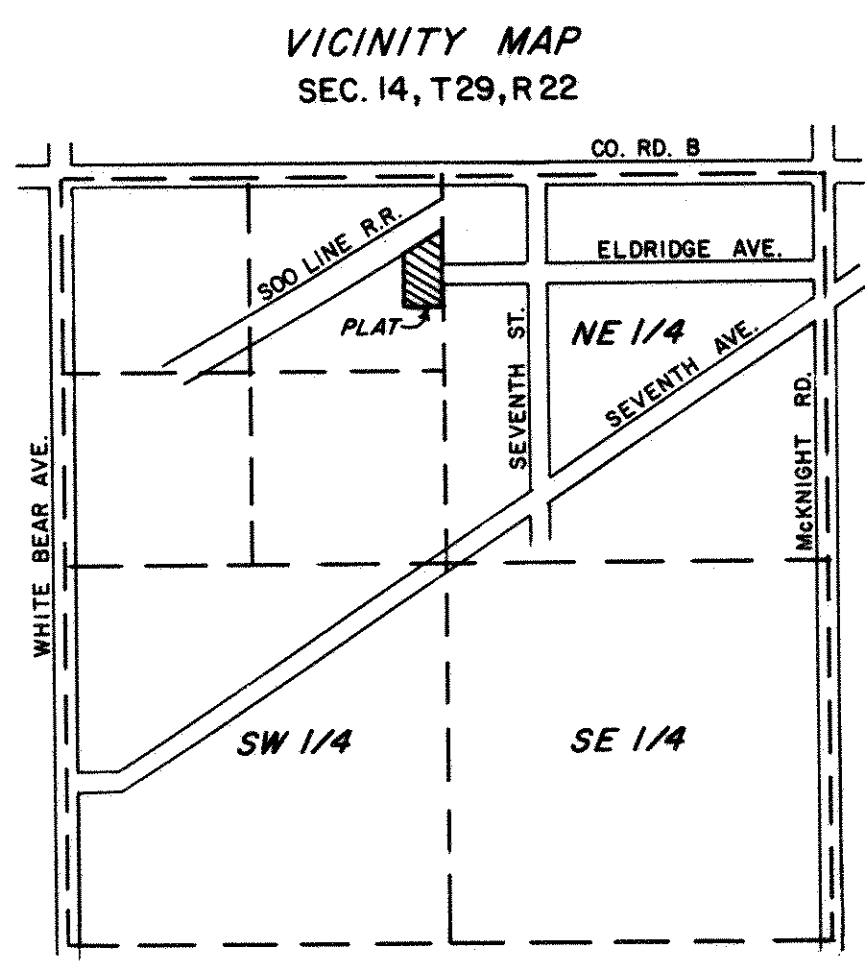 VICINITY MAP
SEC. 14, T29, R22
CO. RD. B
SOO LINE R.R.
ELDRIDGE AVE.
PLAT
NE 1/4
SEVENTH ST.
SEVENTH AVE.
McKNIGHT RD.
WHITE BEAR AVE.
SW 1/4
SE 1/4